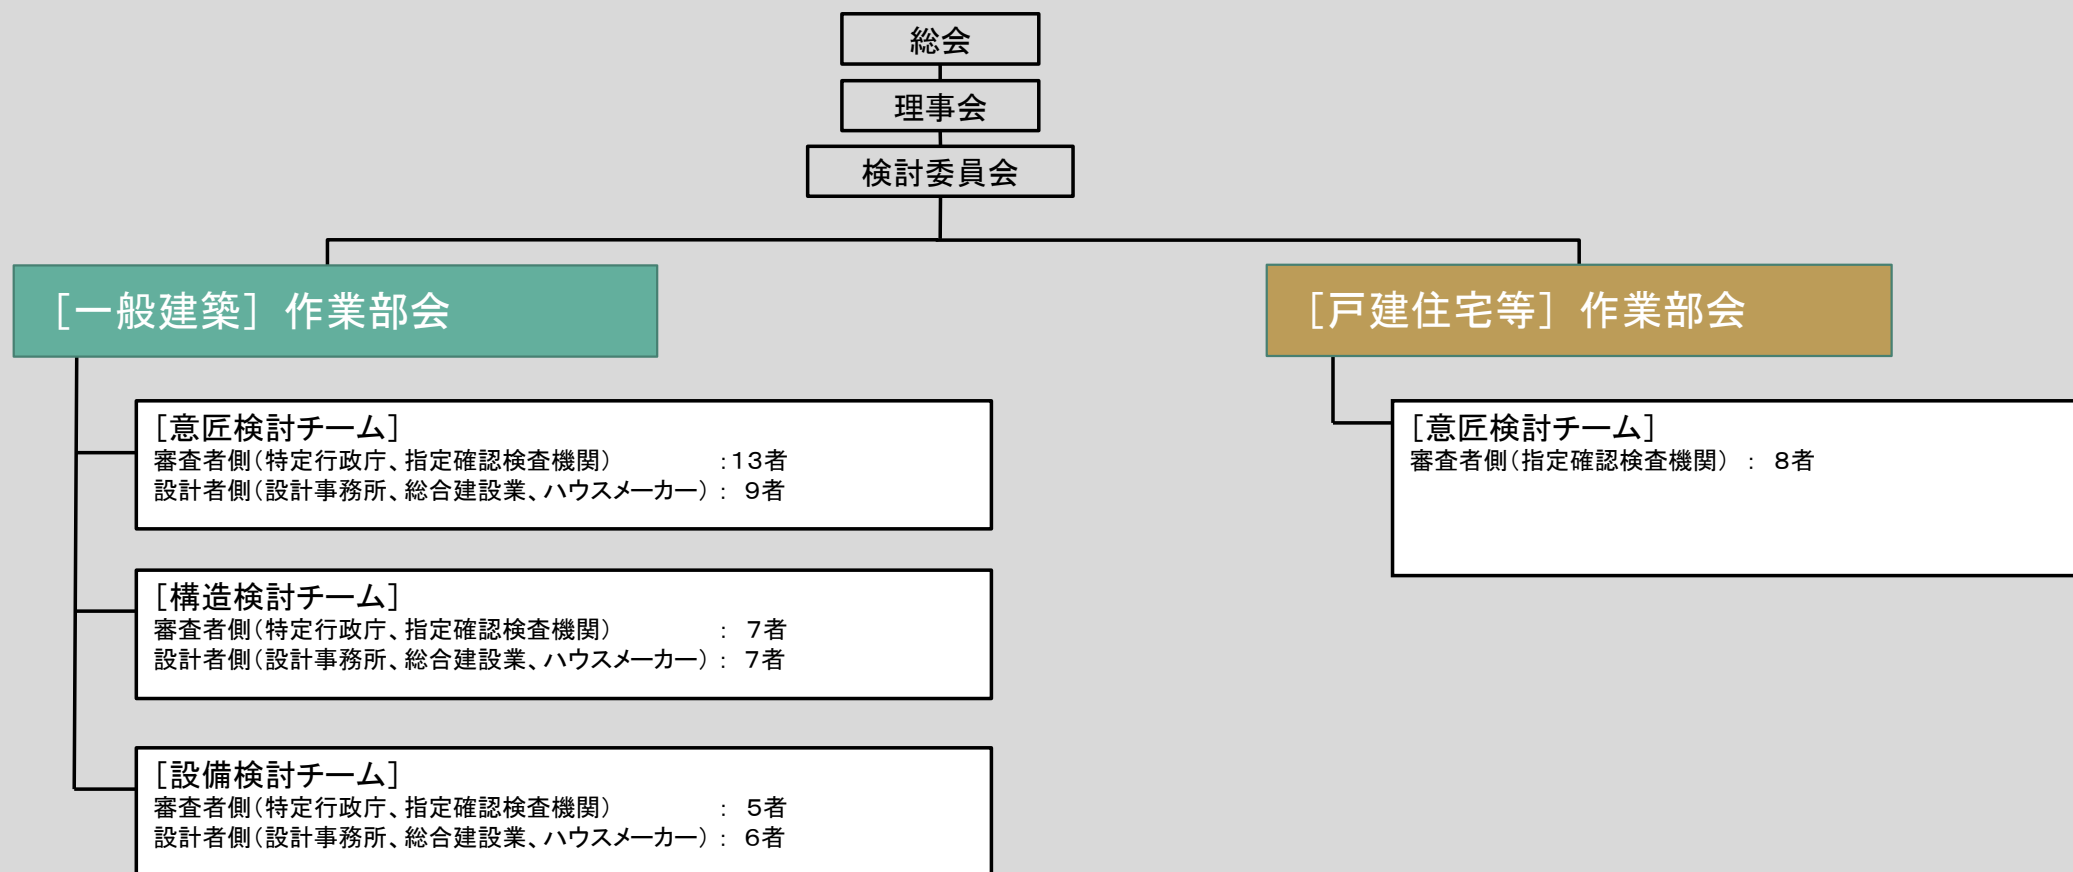 総会
理事会
検討委員会
［一般建築］作業部会
［意匠検討チーム］
審査者側（特定行政庁、指定確認検査機関）　　　　：13者
設計者側（設計事務所、総合建設業、ハウスメーカー）：　9者
［構造検討チーム］
審査者側（特定行政庁、指定確認検査機関）　　　　：　7者
設計者側（設計事務所、総合建設業、ハウスメーカー）：　7者
［設備検討チーム］
審査者側（特定行政庁、指定確認検査機関）　　　　：　5者
設計者側（設計事務所、総合建設業、ハウスメーカー）：　6者
［戸建住宅等］作業部会
［意匠検討チーム］
審査者側（指定確認検査機関）：　8者